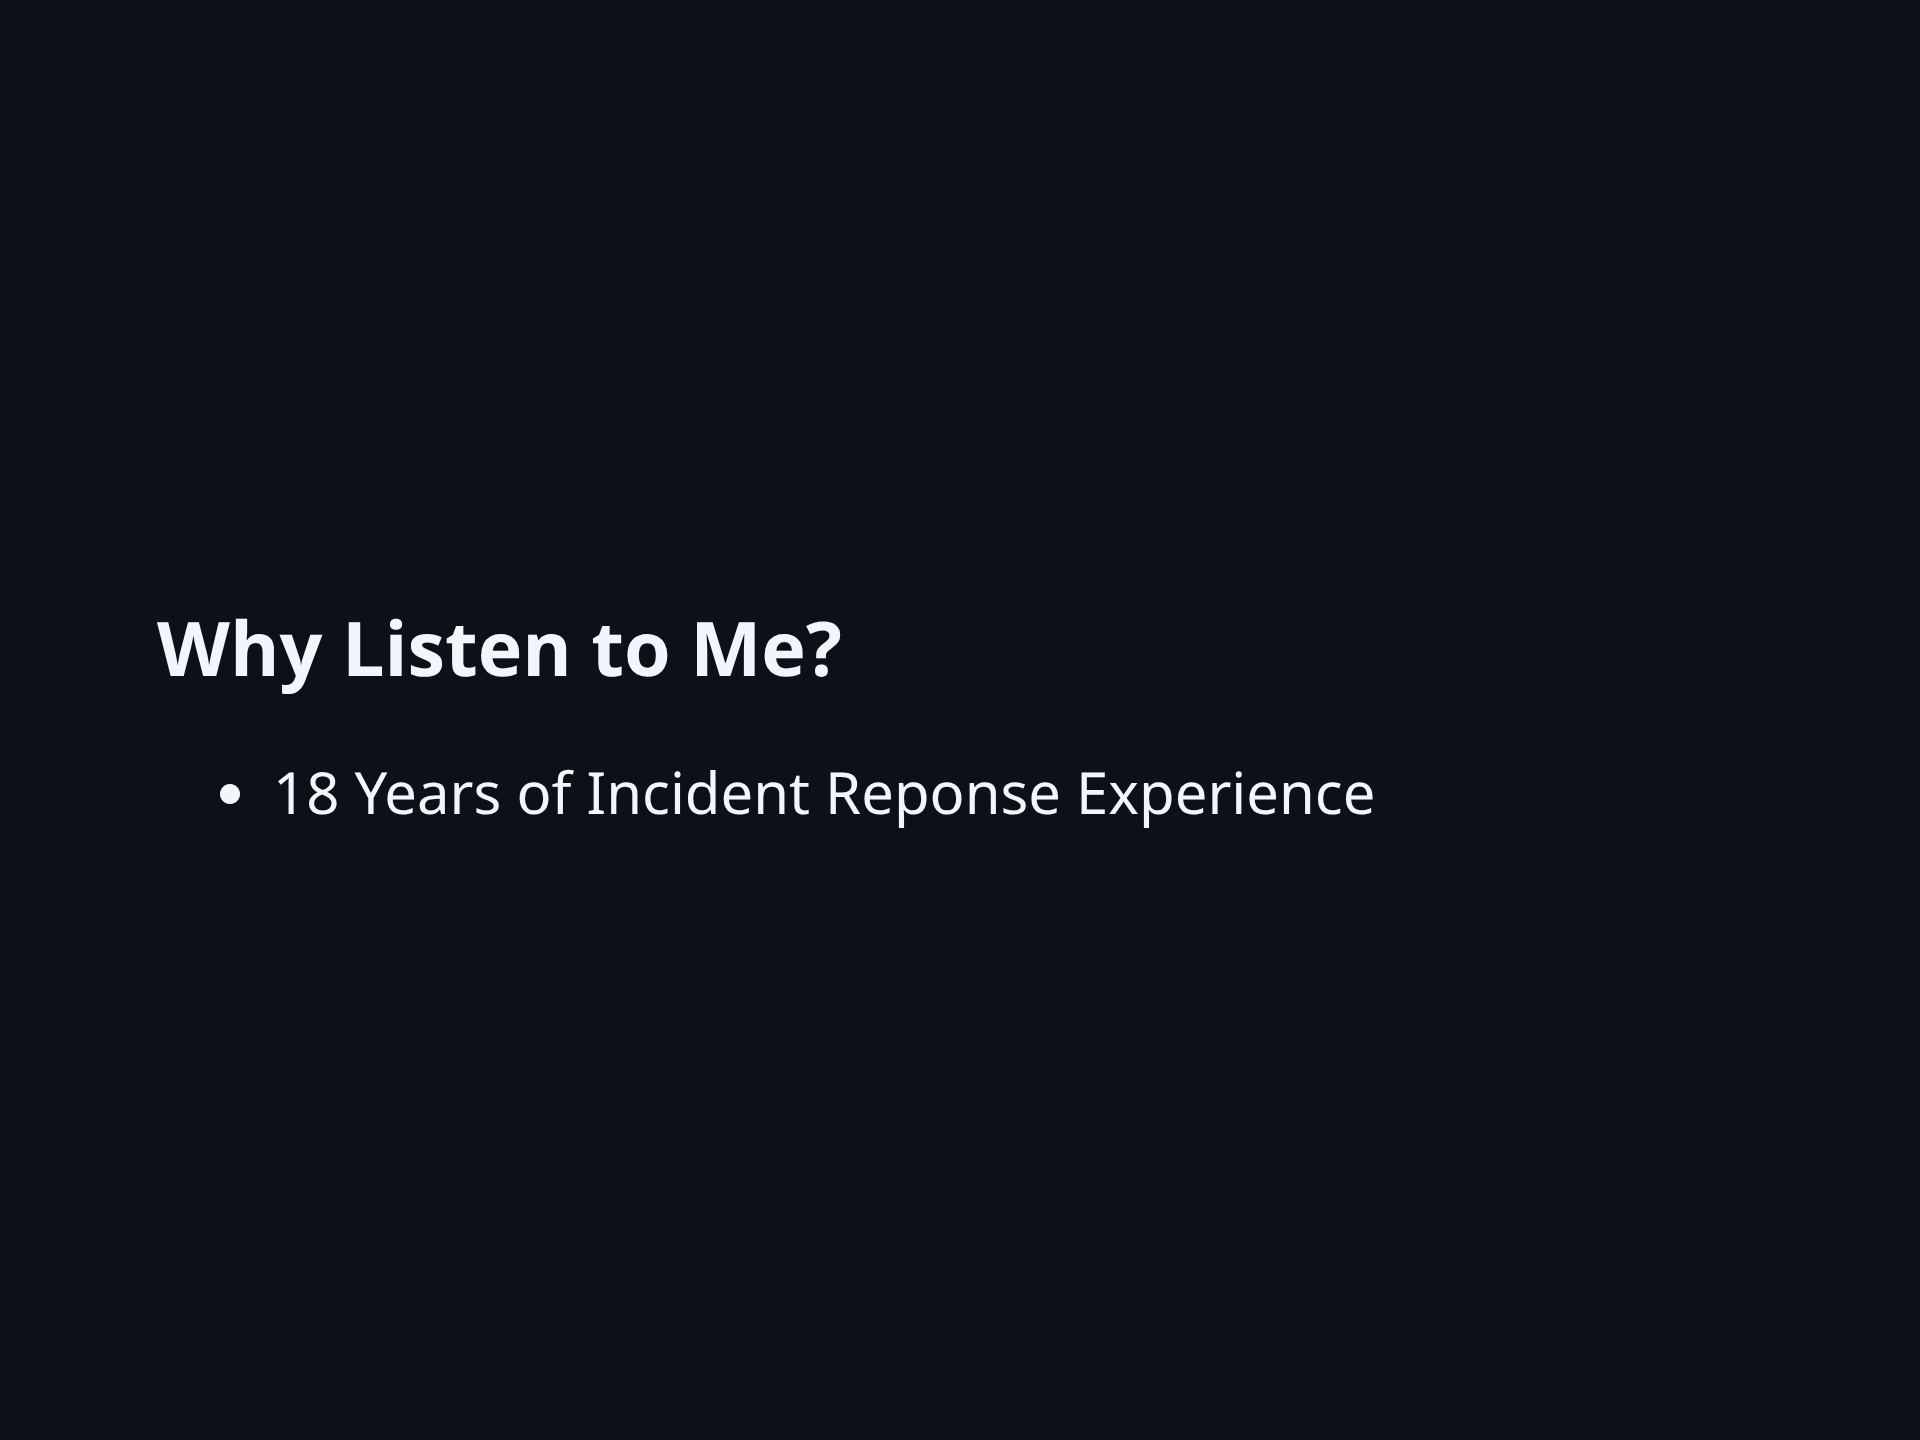 Why Listen to Me?
• 18 Years of Incident Reponse Experience